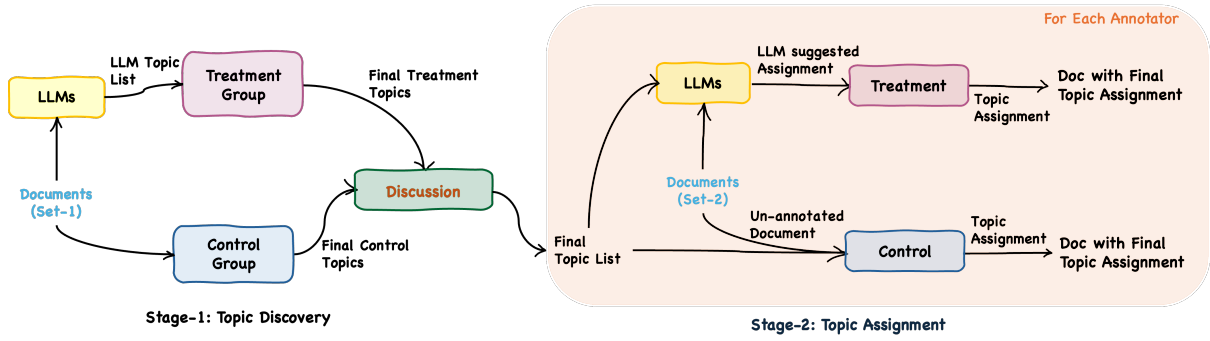 LLMs
LLM Topic
List
Treatment
Group
Final Treatment
Topics
Documents
(Set-1)
Control
Group
Final Control
Topics
Discussion
Stage-1: Topic Discovery
For Each Annotator
Final
Topic List
LLMs
LLM suggested
Assignment
Treatment
Topic
Assignment
Doc with Final
Topic Assignment
Documents
(Set-2)
Un-annotated
Document
Control
Topic
Assignment
Doc with Final
Topic Assignment
Stage-2: Topic Assignment